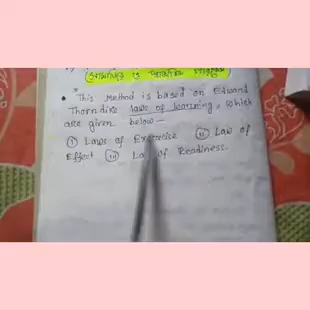 • This Method is based on Edward
Thorndike laws of learning, which
are given below—
(i) Laws of Exercise (ii) Law of
Effect (iii) Law of Readiness.